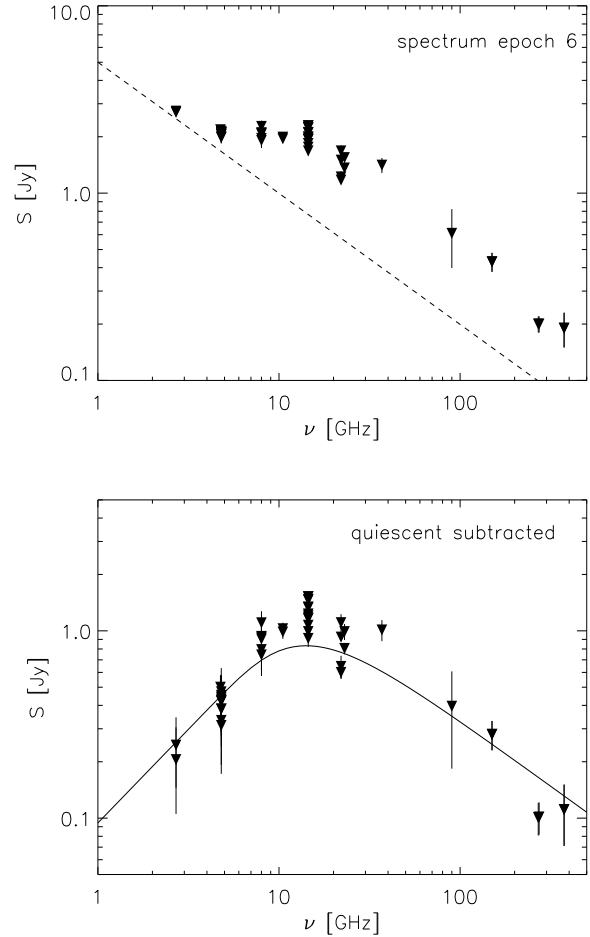 10.0
spectrum epoch 6
1.0
S [Jy]
0.1
1 10 100
ν [GHz]
quiescent subtracted
1.0
S [Jy]
0.1
1 10 100
ν [GHz]